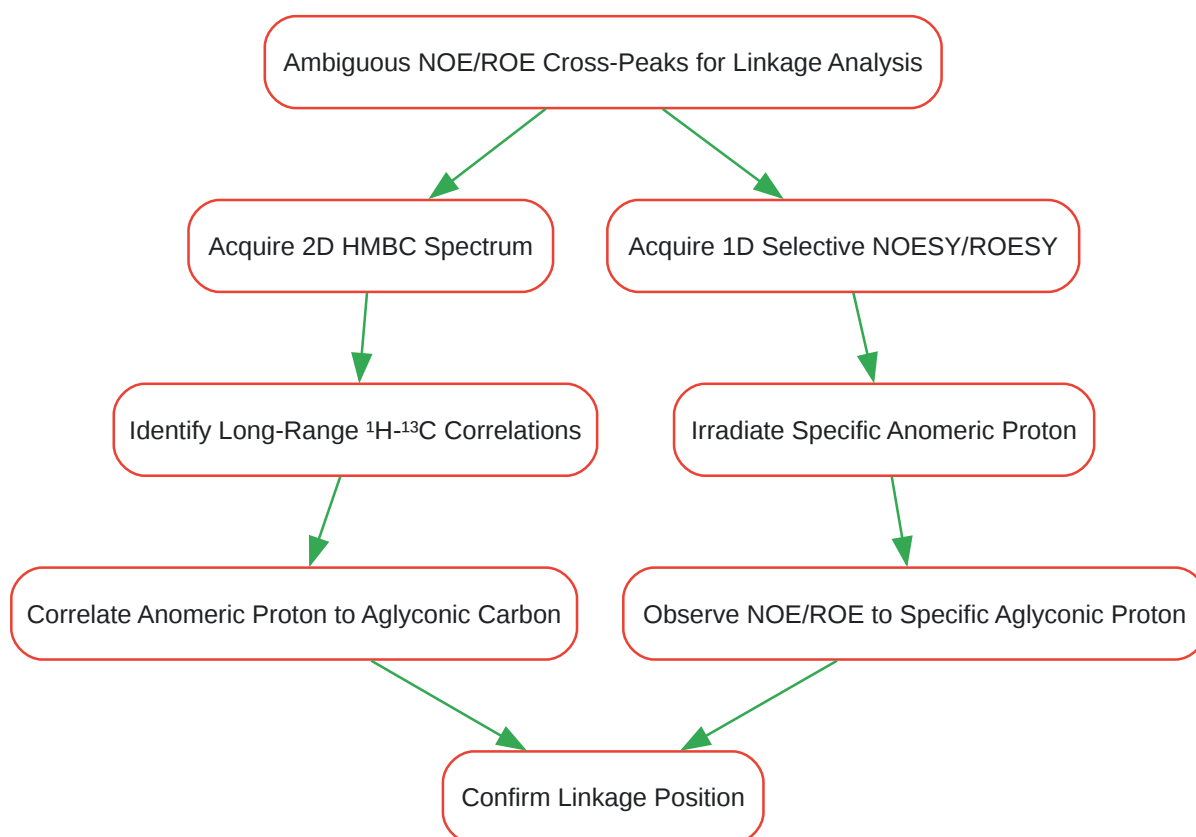 Ambiguous NOE/ROE Cross-Peaks for Linkage Analysis
Acquire 2D HMBC Spectrum
Acquire 1D Selective NOESY/ROESY
Identify Long-Range ¹H-¹³C Correlations
Irradiate Specific Anomeric Proton
Correlate Anomeric Proton to Aglyconic Carbon
Observe NOE/ROE to Specific Aglyconic Proton
Confirm Linkage Position